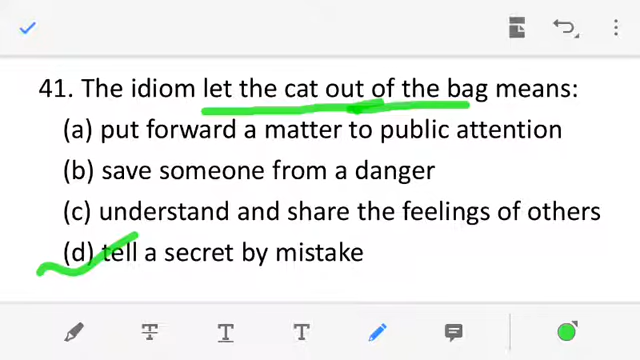 41. The idiom let the cat out of the bag means:
(a) put forward a matter to public attention
(b) save someone from a danger
(c) understand and share the feelings of others
(d) tell a secret by mistake
T T T